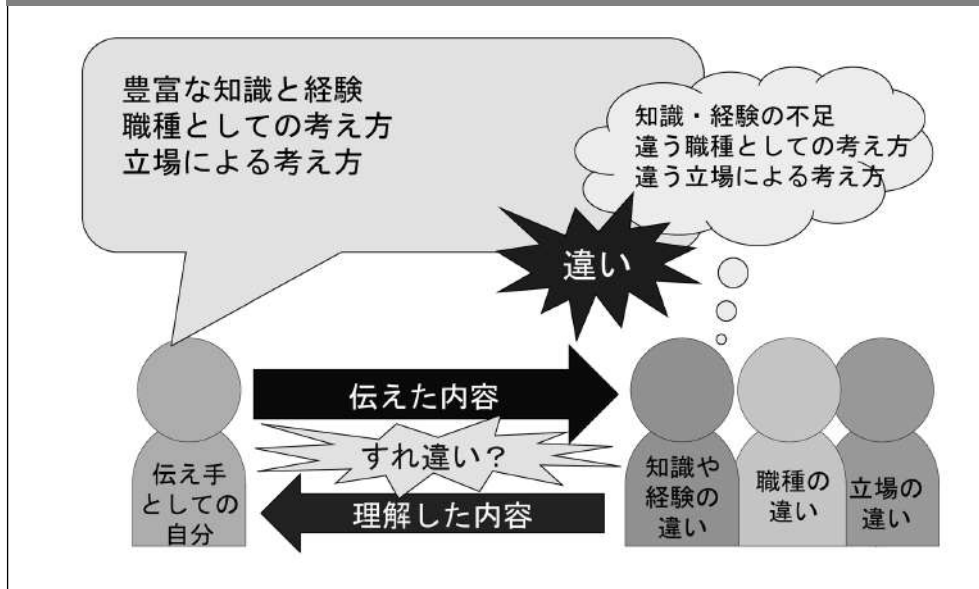 豊富な知識と経験
職種としての考え方
立場による考え方
知識・経験の不足
違う職種としての考え方
違う立場による考え方
違い
伝えた内容
すれ違い?
理解した内容
伝え手
としての
自分
知識や
経験の
違い
職種の
違い
立場の
違い